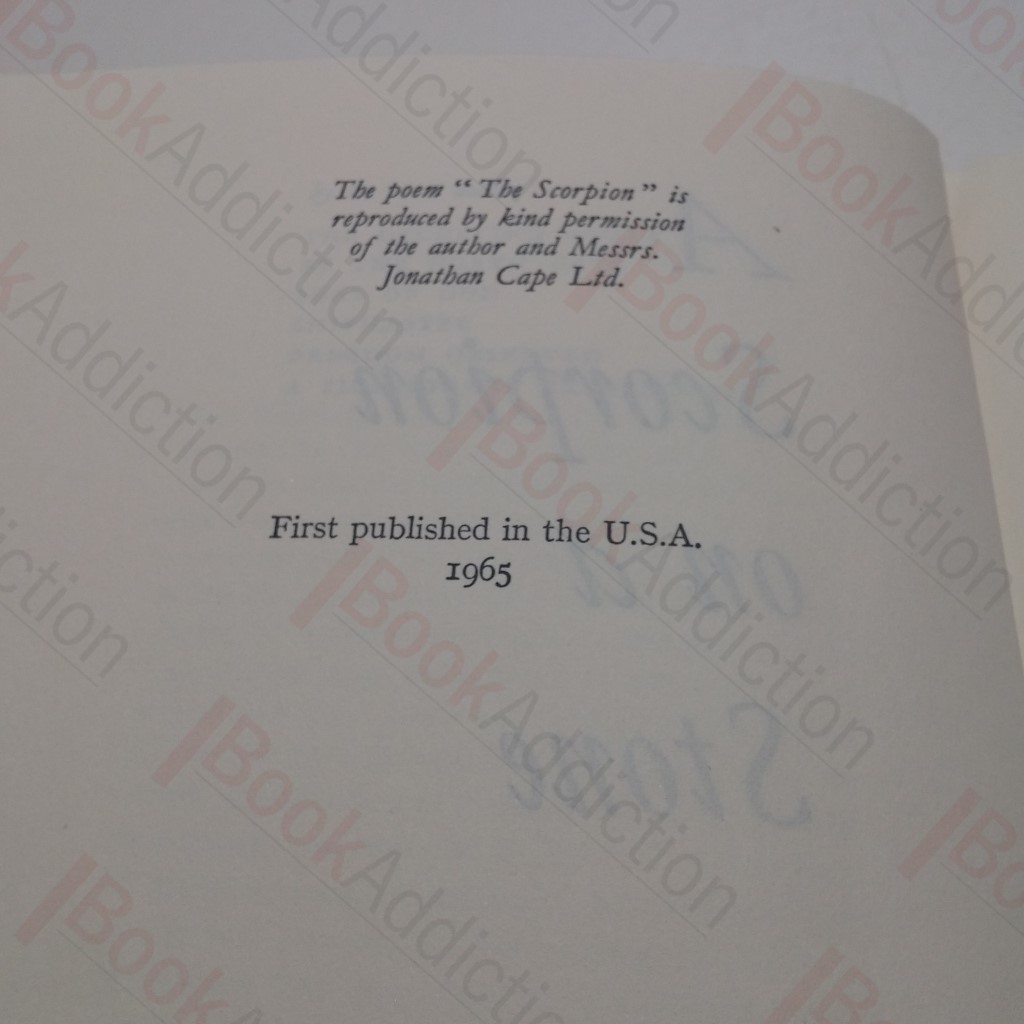 The poem “ The Scorpion ” is
reproduced by kind permission
of the author and Messrs.
Jonathan Cape Ltd.
First published in the U.S.A.
1965
BookAddiction